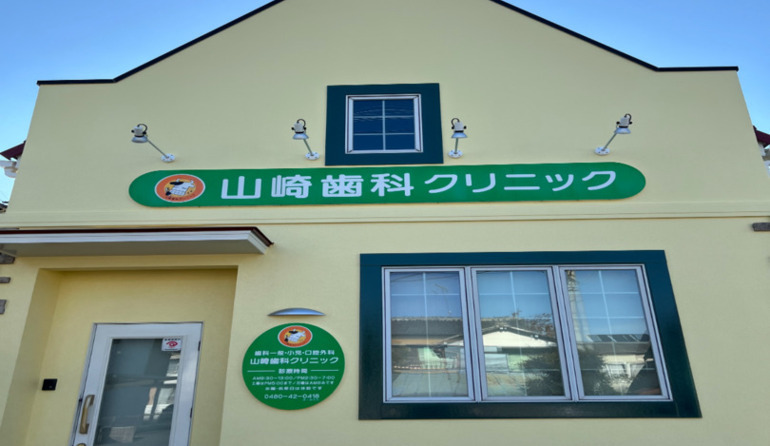 山崎歯科クリニック
歯科一般・小児・口腔外科
山崎歯科クリニック
診療時間
0480-42-0418